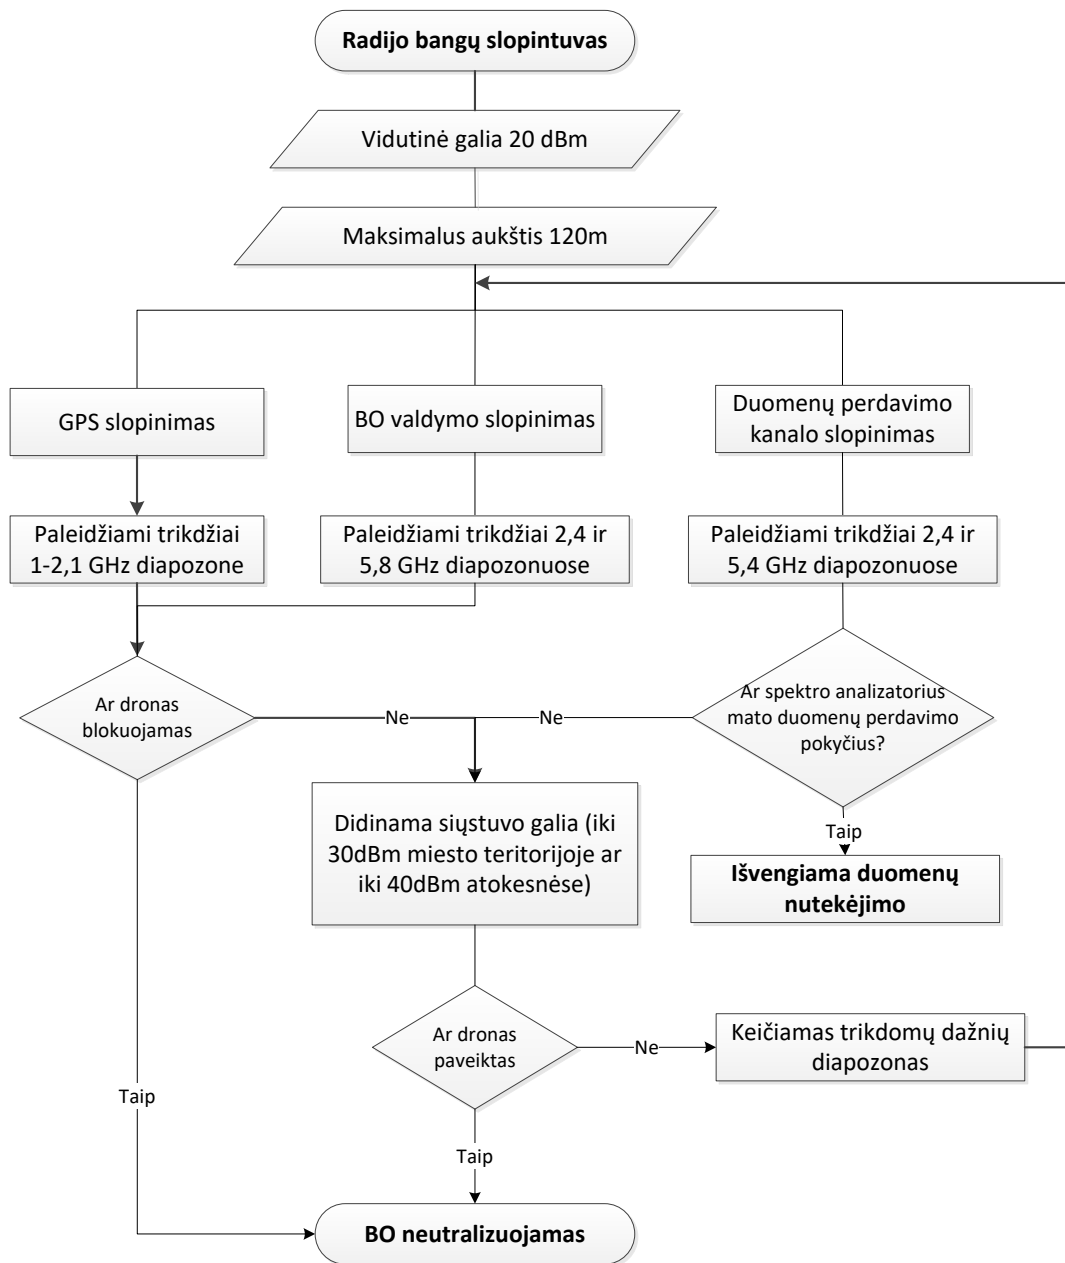 Radijo bangų slopintuvas
Vidutinė galia 20 dBm
Maksimalus aukštis 120m
GPS slopinimas
BO valdymo slopinimas
Duomenų perdavimo
kanalo slopinimas
Paleidžiami trikdžiai
1-2,1 GHz diapozone
Paleidžiami trikdžiai 2,4 ir
5,8 GHz diapozonuose
Paleidžiami trikdžiai 2,4 ir
5,4 GHz diapozonuose
Ar dronas
blokuojamas
Ne
Ne
Ar spektro analizatorius
mato duomenų perdavimo
pokyčius?
Didinama siųstuvo galia (iki
30dBm miesto teritorijoje ar
iki 40dBm atokesnėse)
Taip
Išvengiama duomenų
nutekėjimo
Ar dronas
paveiktas
Ne
Keičiamas trikdomų dažnių
diapozonas
Taip
Taip
BO neutralizuojamas